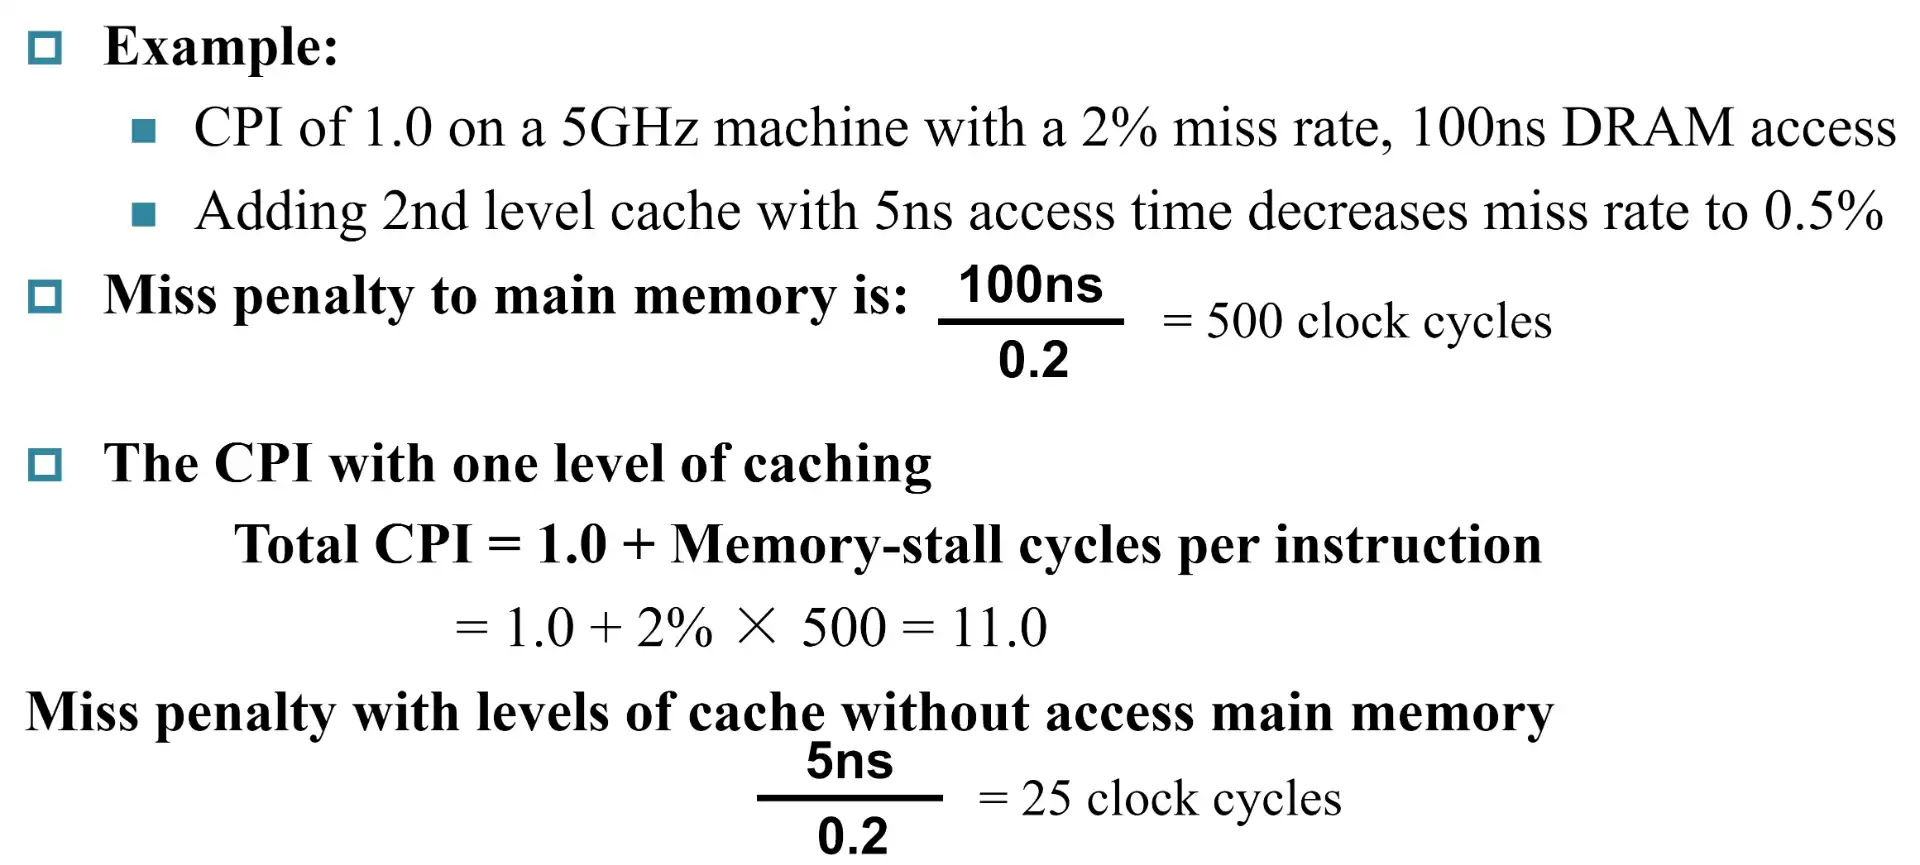 Example:
CPI of 1.0 on a 5GHz machine with a 2% miss rate, 100ns DRAM access
Adding 2nd level cache with 5ns access time decreases miss rate to 0.5%
Miss penalty to main memory is:
100ns
0.2
= 500 clock cycles
The CPI with one level of caching
Total CPI = 1.0 + Memory-stall cycles per instruction
= 1.0 + 2% × 500 = 11.0
Miss penalty with levels of cache without access main memory
5ns
0.2
= 25 clock cycles